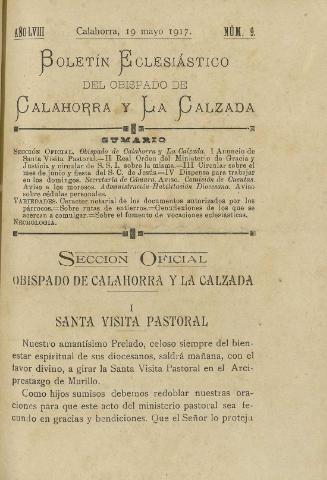 AÑO LVIII Calahorra, 19 mayo 1917. NÚM. 9.
BOLETÍN ECLESIÁSTICO
DEL OBISPADO DE
CALAHORRA Y LA CALZADA
SUMARIO
SECCIÓN OFICIAL. Obispado de Calahorra y La Calzada. I Anuncio de
Santa Visita Pastoral.—II Real Orden del Ministerio de Gracia y
Justicia y circular de S. S. I. sobre la misma.—III Circular sobre el
mes de junio y fiesta del S. C. de Jesús—IV Dispensa para trabajar
en los domingos. Secretaría de Cámara. Aviso. Comisión de Cuentas.
Aviso a los morosos. Administración-Habilitación Diocesana. Aviso
sobre cédulas personales.
VARIEDADES. Carácter notarial de los documentos autorizados por los
párrocos.—Sobre rutas de entierros.—Genuflexiones de los que se
acercan a comulgar.—Sobre el fomento de vocaciones eclesiásticas.
NECROLOGÍA.
SECCIÓN OFICIAL
OBISPADO DE CALAHORRA Y LA CALZADA
I
SANTA VISITA PASTORAL
Nuestro amantísimo Prelado, celoso siempre del bien-
estar espiritual de sus diocesanos, saldrá mañana, con el
favor divino, a girar la Santa Visita Pastoral en el Arci-
prestazgo de Murillo.
Como hijos sumisos debemos redoblar nuestras ora-
ciones para que este acto del ministerio pastoral sea fe-
cundo en gracias y bendiciones. Que el Señor lo proteja